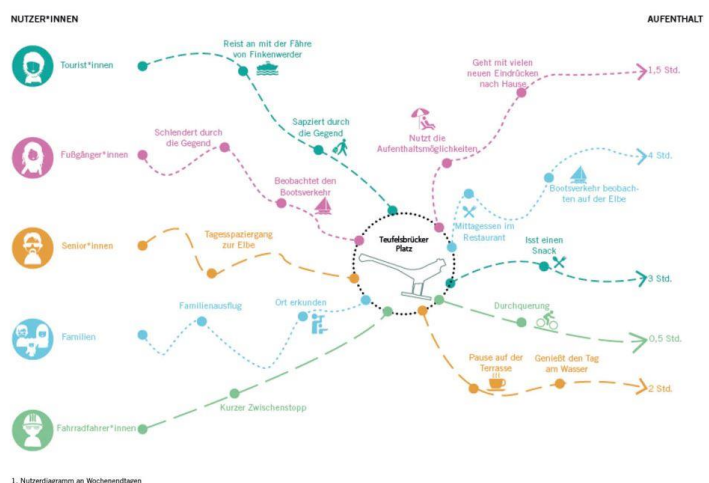 NUTZER*INNEN
AUFENTHALT
Tourist*innen
Reist an mit der Fähre
von Finkenwerder
Sapziert durch
die Gegend
Geht mit vielen
neuen Eindrücken
nach Hause
1,5 Std.
Fußgänger*innen
Schlendert durch
die Gegend
Beobachtet den
Bootsverkehr
Nutzt die
Aufenthaltsmöglichkeiten
4 Std.
Bootsverkehr beobach-
ten auf der Elbe
Mittagessen im
Restaurant
Senior*innen
Tagesspaziergang
zur Elbe
Teufelsbrücker
Platz
Isst einen
Snack
3 Std.
Familien
Familienausflug
Ort erkunden
Durchquerung
0,5 Std.
Pause auf der
Terrasse
Genießt den Tag
am Wasser
2 Std.
Fahrradfahrer*innen
Kurzer Zwischenstopp
1. Nutzerdiagramm an Wochenendtagen